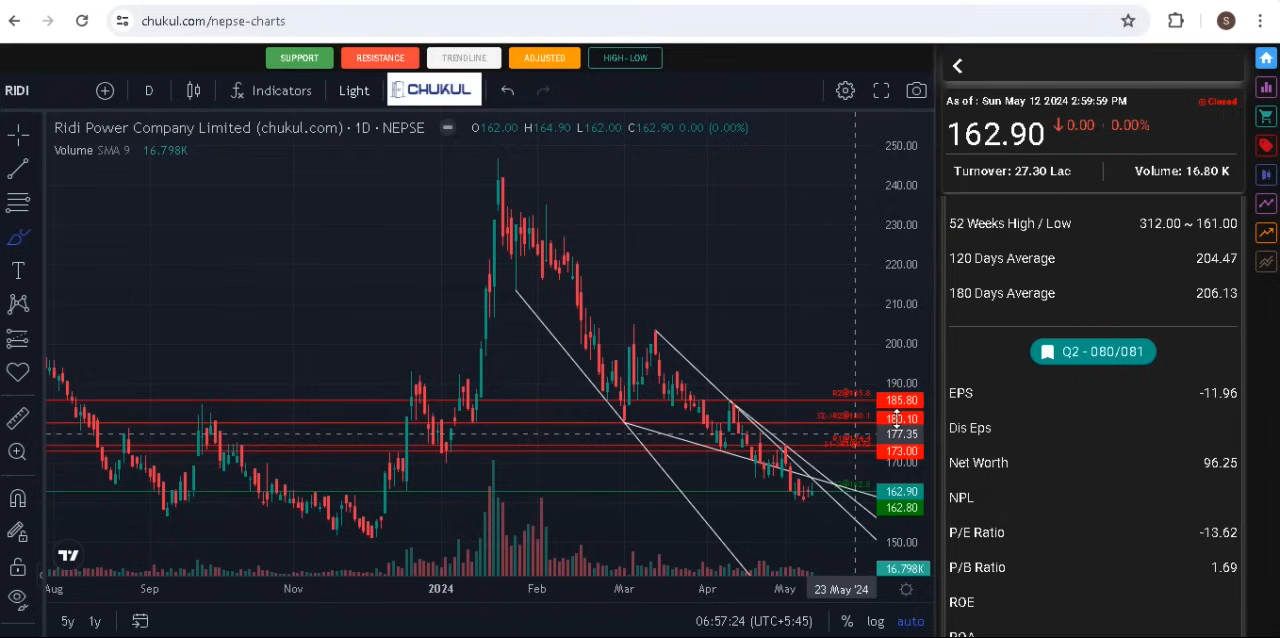 chukul.com/nepse-charts
S
SUPPORT
RESISTANCE
TRENDLINE
ADJUSTED
HIGH-LOW
RIDI
D
Indicators
Light
CHUKUL
Ridi Power Company Limited (chukul.com) · 1D · NEPSE
O162.00 H164.90 L162.00 C162.90 0.00 (0.00%)
Volume SMA 9 16.798K
250.00
240.00
230.00
220.00
210.00
200.00
190.00
185.80
177.35
173.00
170.00
162.90
162.80
150.00
16.798K
Aug
Sep
Nov
2024
Feb
Mar
Apr
May
23 May '24
5y
1y
06:57:24 (UTC+5:45)
%
log
auto
As of : Sun May 12 2024 2:59:59 PM
Closed
162.90
0.00 · 0.00%
Turnover: 27.30 Lac
Volume: 16.80 K
52 Weeks High / Low 312.00 ~ 161.00
120 Days Average 204.47
180 Days Average 206.13
Q2 - 080/081
EPS -11.96
Dis Eps
Net Worth 96.25
NPL
P/E Ratio -13.62
P/B Ratio 1.69
ROE
ROA